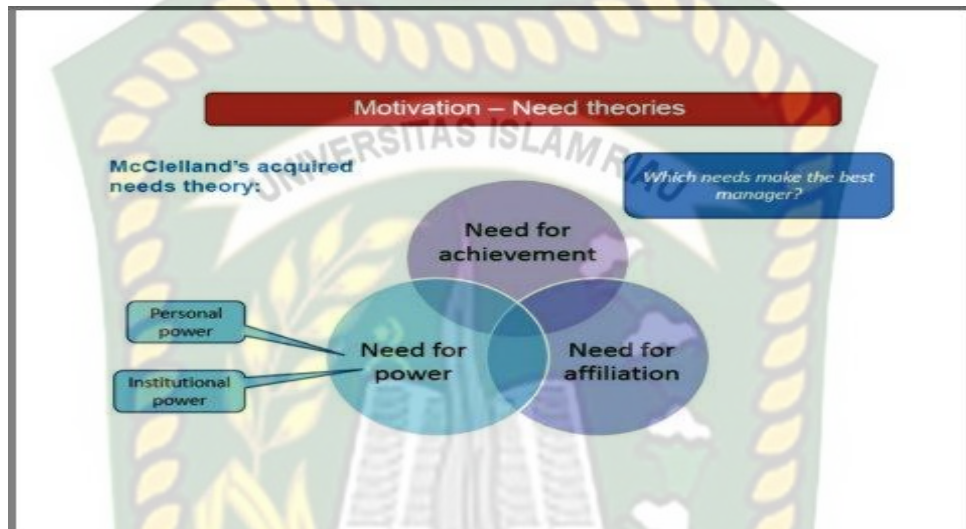 Motivation – Need theories
UNIVERSITAS ISLAM RIAU
McClelland's acquired
needs theory:
Which needs make the best
manager?
Need for
achievement
Personal
power
Institutional
power
Need for
power
Need for
affiliation